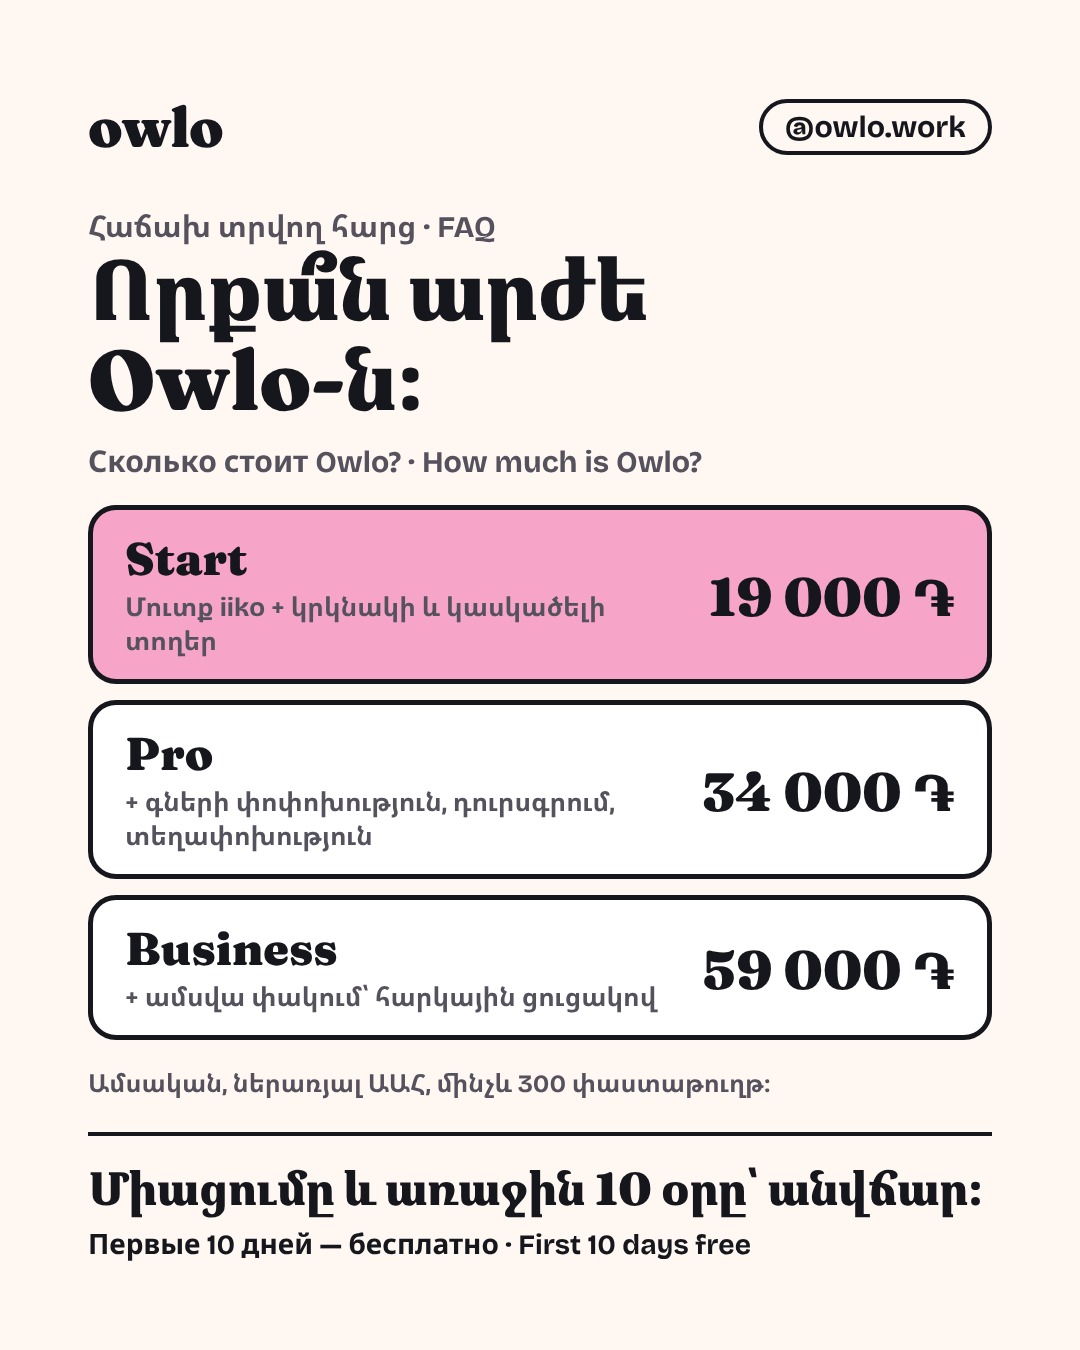 owlo
@owlo.work
Հաճախ տրվող հարց · FAQ
Որքա՞ն արժե
Owlo-ն:
Сколько стоит Owlo? · How much is Owlo?
Start
Մուտք iiko + կրկնակի և կասկածելի
տողեր
19 000 ֏
Pro
+ գների փոփոխություն, դուրսգրում,
տեղափոխություն
34 000 ֏
Business
+ ամսվա փակում՝ հարկային ցուցակով
59 000 ֏
Ամսական, ներառյալ ԱԱՀ, մինչև 300 փաստաթուղթ:
Միացումը և առաջին 10 օրը՝ անվճար:
Первые 10 дней — бесплатно · First 10 days free